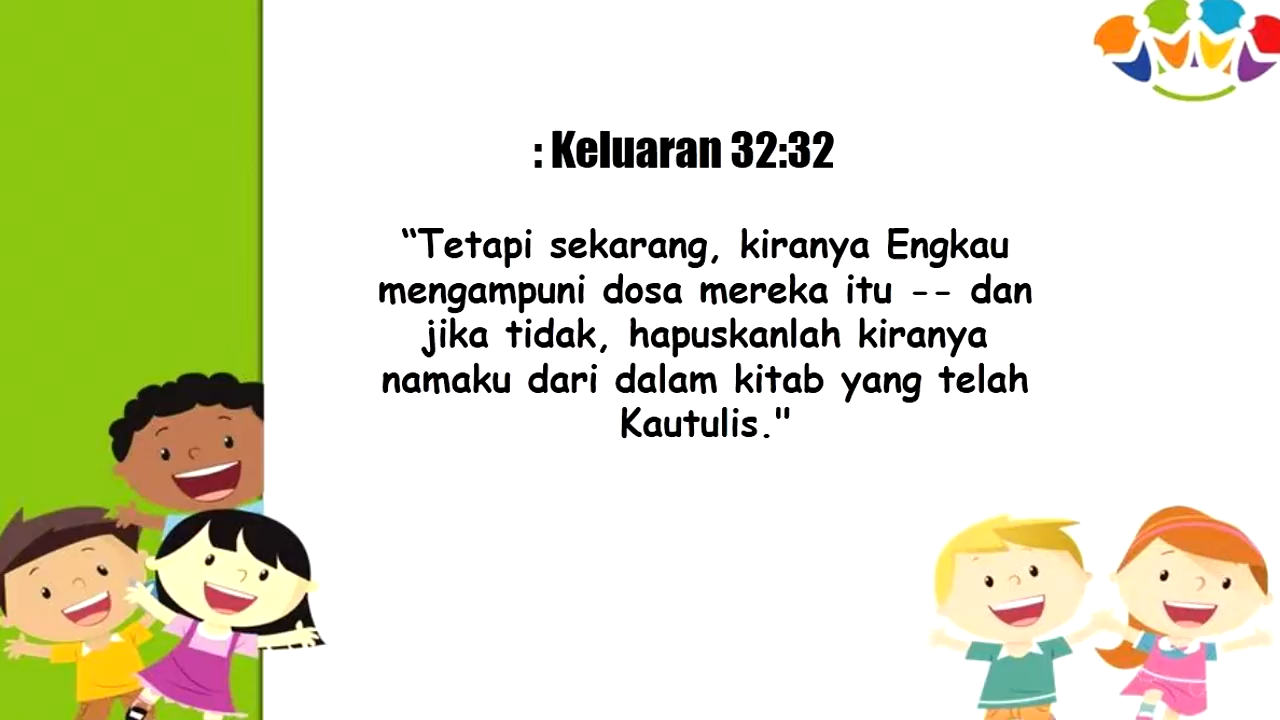 : Keluaran 32:32
“Tetapi sekarang, kiranya Engkau
mengampuni dosa mereka itu -- dan
jika tidak, hapuskanlah kiranya
namaku dari dalam kitab yang telah
Kautulis."